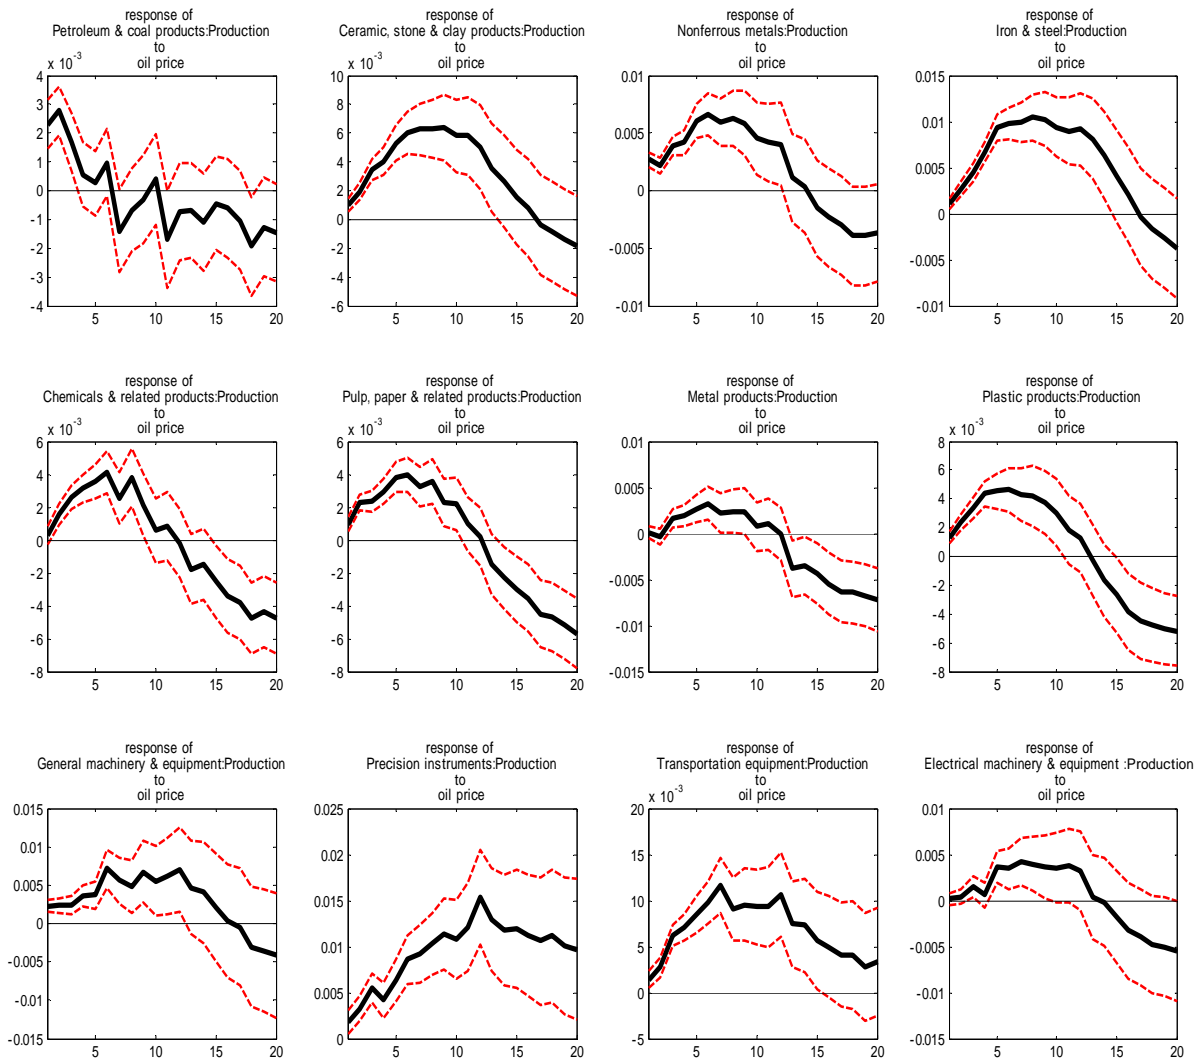 response of
Petroleum & coal products:Production
to
oil price
x 10^-3
4
3
2
1
0
-1
-2
-3
-4
5 10 15 20
response of
Ceramic, stone & clay products:Production
to
oil price
x 10^-3
10
8
6
4
2
0
-2
-4
-6
5 10 15 20
response of
Nonferrous metals:Production
to
oil price
0.01
0.005
0
-0.005
-0.01
5 10 15 20
response of
Iron & steel:Production
to
oil price
0.015
0.01
0.005
0
-0.005
-0.01
5 10 15 20
response of
Chemicals & related products:Production
to
oil price
x 10^-3
6
4
2
0
-2
-4
-6
-8
5 10 15 20
response of
Pulp, paper & related products:Production
to
oil price
x 10^-3
6
4
2
0
-2
-4
-6
-8
5 10 15 20
response of
Metal products:Production
to
oil price
0.01
0.005
0
-0.005
-0.01
-0.015
5 10 15 20
response of
Plastic products:Production
to
oil price
x 10^-3
8
6
4
2
0
-2
-4
-6
-8
5 10 15 20
response of
General machinery & equipment:Production
to
oil price
0.015
0.01
0.005
0
-0.005
-0.01
-0.015
5 10 15 20
response of
Precision instruments:Production
to
oil price
0.025
0.02
0.015
0.01
0.005
0
5 10 15 20
response of
Transportation equipment:Production
to
oil price
x 10^-3
20
15
10
5
0
-5
5 10 15 20
response of
Electrical machinery & equipment :Production
to
oil price
0.01
0.005
0
-0.005
-0.01
-0.015
5 10 15 20